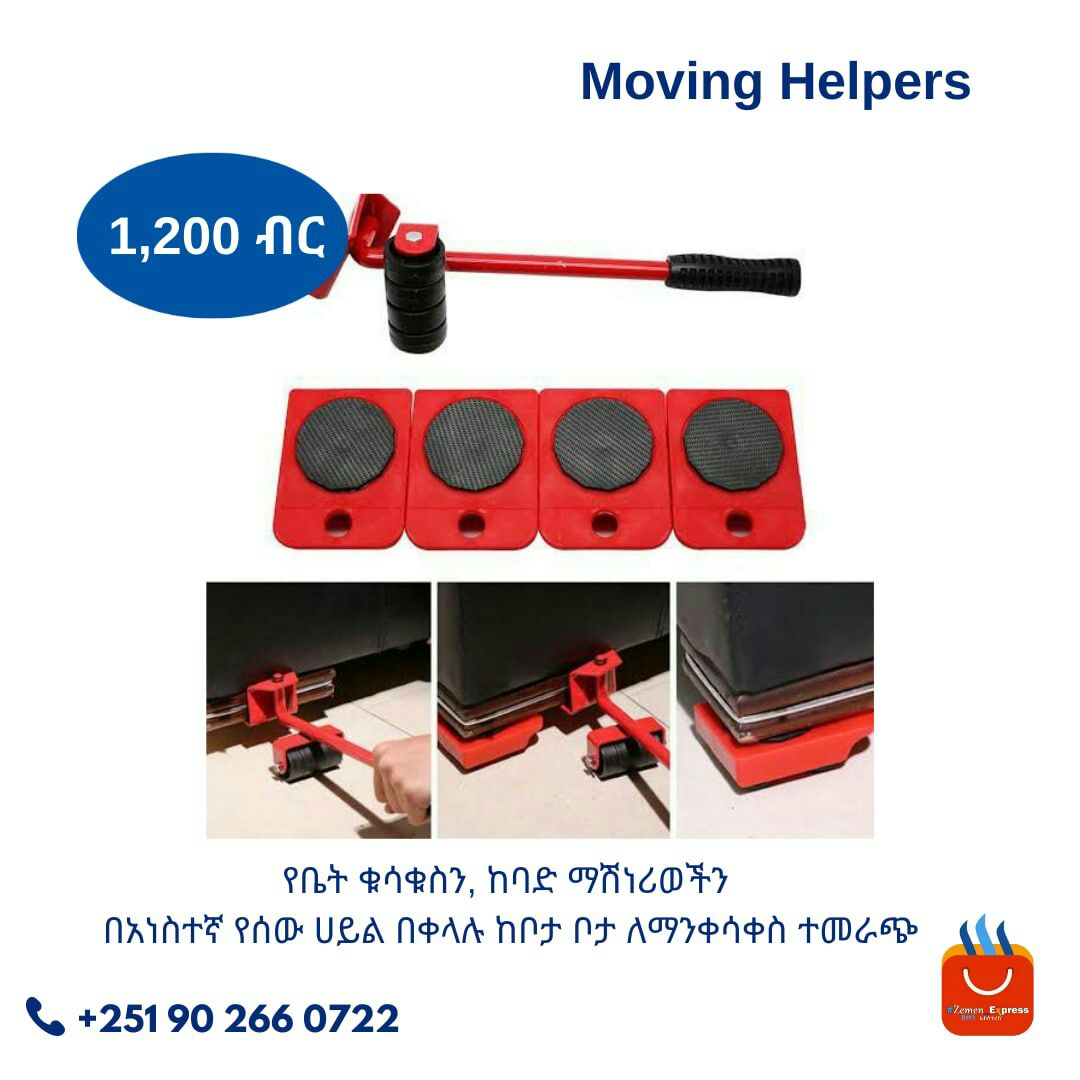 Moving Helpers
1,200 ብር
የቤት ቁሳቁስን, ከባድ ማሽነሪወችን
በአነስተኛ የሰው ሀይል በቀላሉ ከቦታ ቦታ ለማንቀሳቀስ ተመራጭ
+251 90 266 0722
#Zemen Express